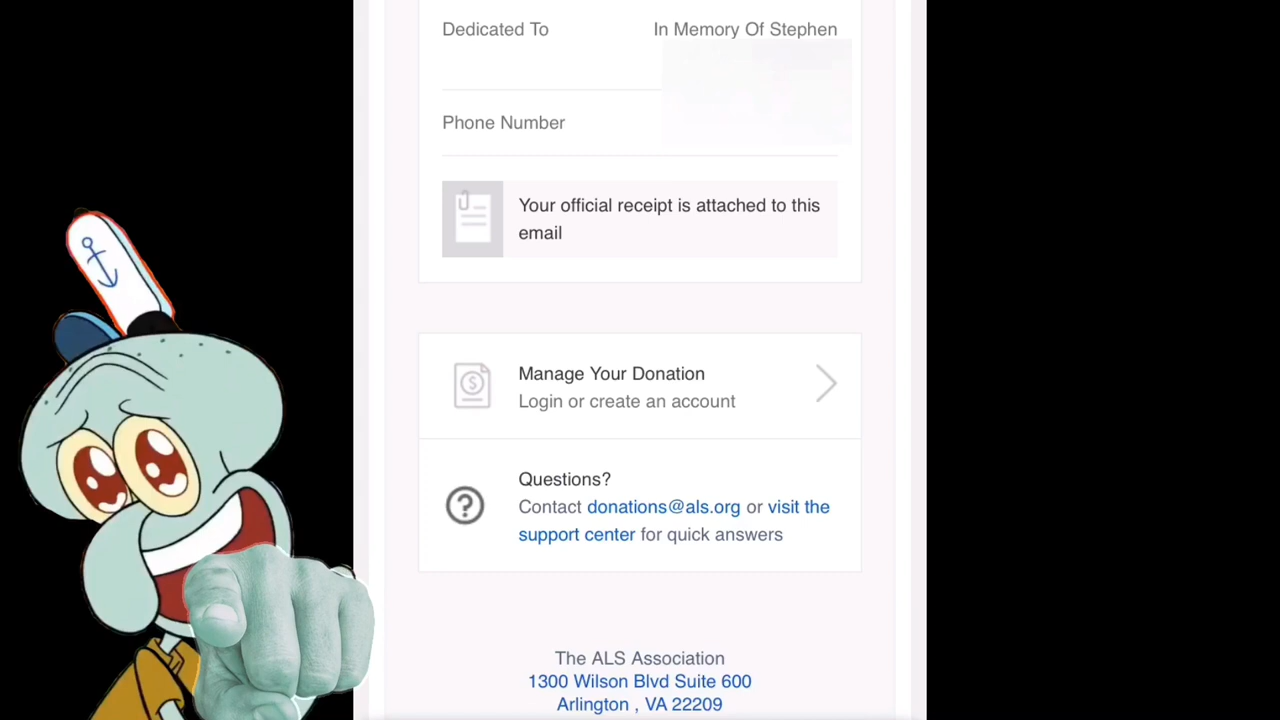 Dedicated To In Memory Of Stephen
Phone Number
Your official receipt is attached to this
email
Manage Your Donation
Login or create an account
Questions?
Contact donations@als.org or visit the
support center for quick answers
The ALS Association
1300 Wilson Blvd Suite 600
Arlington , VA 22209